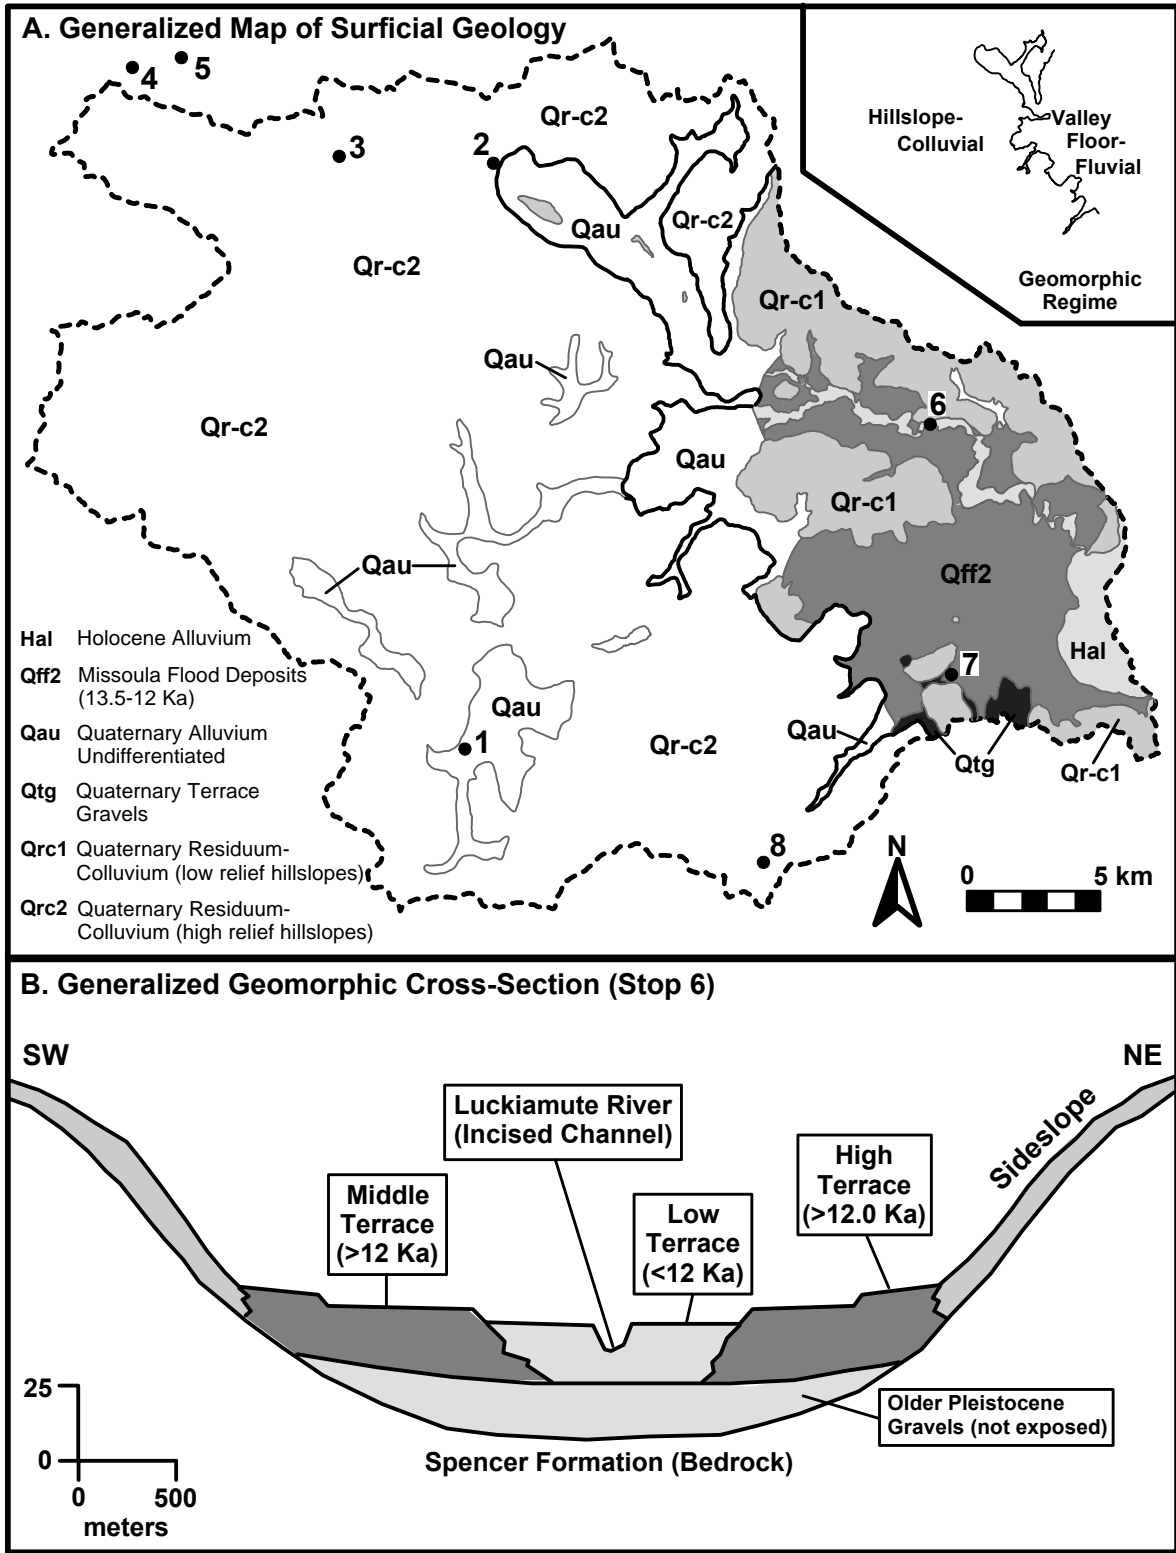 A. Generalized Map of Surficial Geology
4
5
3
2
Qr-c2
Qau
Qr-c2
Qr-c2
Qr-c1
Hillslope-
Colluvial
Valley
Floor-
Fluvial
Geomorphic
Regime
Qau
Qr-c2
6
Qau
Qr-c1
Qau
Qff2
Hal
7
Qau
1
Qr-c2
Qau
Qtg
Qr-c1
8
N
0
5 km
Hal Holocene Alluvium
Qff2 Missoula Flood Deposits
(13.5-12 Ka)
Qau Quaternary Alluvium
Undifferentiated
Qtg Quaternary Terrace
Gravels
Qrc1 Quaternary Residuum-
Colluvium (low relief hillslopes)
Qrc2 Quaternary Residuum-
Colluvium (high relief hillslopes)
B. Generalized Geomorphic Cross-Section (Stop 6)
SW
NE
Luckiamute River
(Incised Channel)
Sideslope
High
Terrace
(>12.0 Ka)
Middle
Terrace
(>12 Ka)
Low
Terrace
(<12 Ka)
Older Pleistocene
Gravels (not exposed)
Spencer Formation (Bedrock)
25
0
0
500
meters